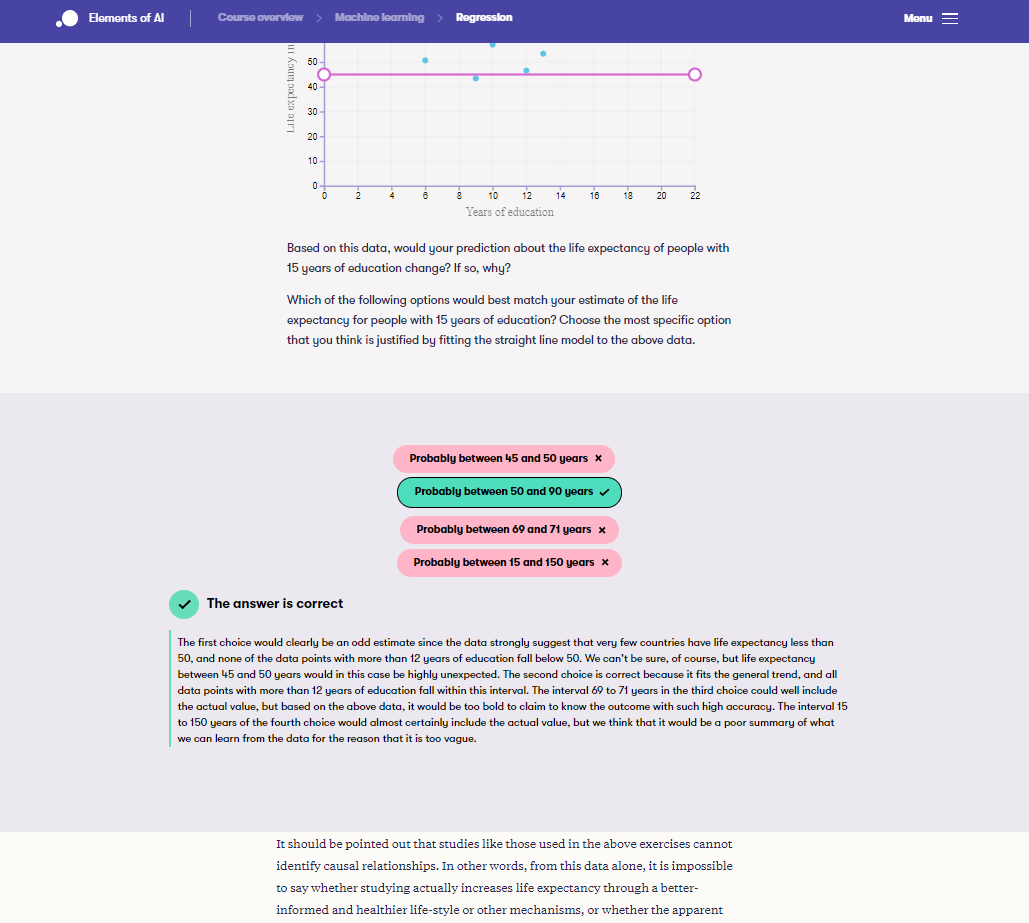 Elements of AI
Course overview > Machine learning > Regression
Menu
Life expectancy in
50
40
30
20
10
0
0 2 4 6 8 10 12 14 16 18 20 22
Years of education
Based on this data, would your prediction about the life expectancy of people with
15 years of education change? If so, why?
Which of the following options would best match your estimate of the life
expectancy for people with 15 years of education? Choose the most specific option
that you think is justified by fitting the straight line model to the above data.
Probably between 45 and 50 years ×
Probably between 50 and 90 years ✓
Probably between 69 and 71 years ×
Probably between 15 and 150 years ×
The answer is correct
The first choice would clearly be an odd estimate since the data strongly suggest that very few countries have life expectancy less than
50, and none of the data points with more than 12 years of education fall below 50. We can't be sure, of course, but life expectancy
between 45 and 50 years would in this case be highly unexpected. The second choice is correct because it fits the general trend, and all
data points with more than 12 years of education fall within this interval. The interval 69 to 71 years in the third choice could well include
the actual value, but based on the above data, it would be too bold to claim to know the outcome with such high accuracy. The interval 15
to 150 years of the fourth choice would almost certainly include the actual value, but we think that it would be a poor summary of what
we can learn from the data for the reason that it is too vague.
It should be pointed out that studies like those used in the above exercises cannot
identify causal relationships. In other words, from this data alone, it is impossible
to say whether studying actually increases life expectancy through a better-
informed and healthier life-style or other mechanisms, or whether the apparent